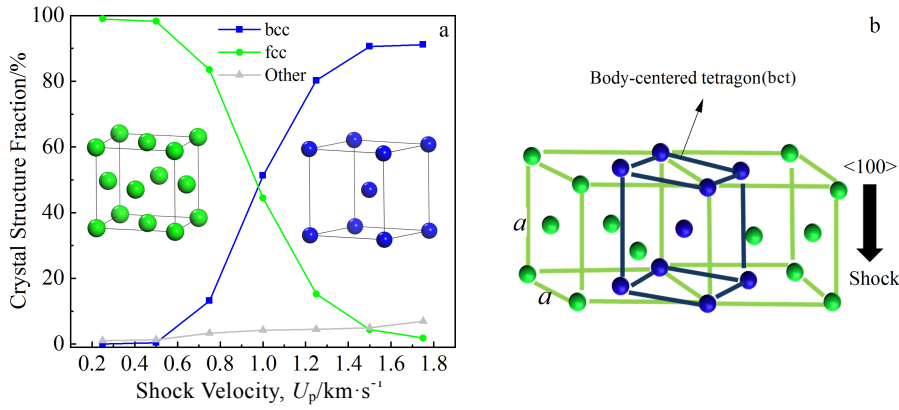 a
bcc
fcc
Other
100
80
60
40
20
0
Crystal Structure Fraction/%
0.2 0.4 0.6 0.8 1.0 1.2 1.4 1.6 1.8
Shock Velocity, Up/km·s⁻¹
b
Body-centered tetragon(bct)
<100>
a
a
Shock